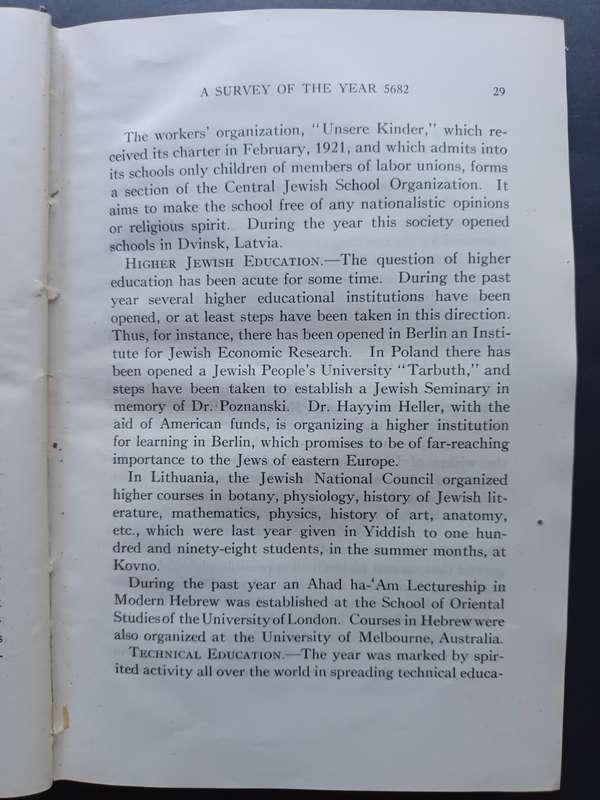 A SURVEY OF THE YEAR 5682 29
The workers' organization, "Unsere Kinder," which re-
ceived its charter in February, 1921, and which admits into
its schools only children of members of labor unions, forms
a section of the Central Jewish School Organization. It
aims to make the school free of any nationalistic opinions
or religious spirit. During the year this society opened
schools in Dvinsk, Latvia.
HIGHER JEWISH EDUCATION.—The question of higher
education has been acute for some time. During the past
year several higher educational institutions have been
opened, or at least steps have been taken in this direction.
Thus, for instance, there has been opened in Berlin an Insti-
tute for Jewish Economic Research. In Poland there has
been opened a Jewish People's University "Tarbuth," and
steps have been taken to establish a Jewish Seminary in
memory of Dr. Poznanski. Dr. Hayyim Heller, with the
aid of American funds, is organizing a higher institution
for learning in Berlin, which promises to be of far-reaching
importance to the Jews of eastern Europe.
In Lithuania, the Jewish National Council organized
higher courses in botany, physiology, history of Jewish lit-
erature, mathematics, physics, history of art, anatomy,
etc., which were last year given in Yiddish to one hun-
dred and ninety-eight students, in the summer months, at
Kovno.
During the past year an Ahad ha-'Am Lectureship in
Modern Hebrew was established at the School of Oriental
Studies of the University of London. Courses in Hebrew were
also organized at the University of Melbourne, Australia.
TECHNICAL EDUCATION.—The year was marked by spir-
ited activity all over the world in spreading technical educa-